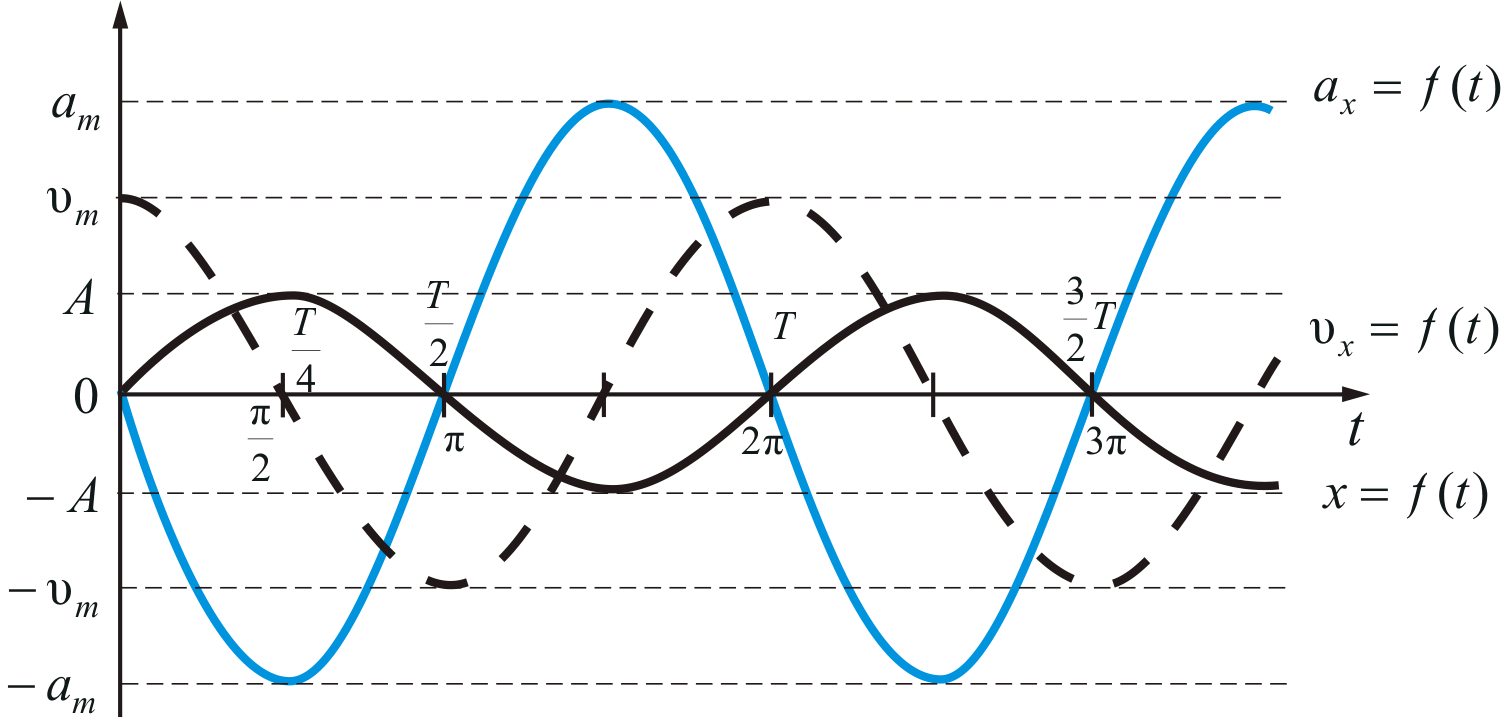 a_m
a_x = f(t)
υ_m
A
T/4
T/2
T
3/2 T
υ_x = f(t)
0
π/2
π
2π
3π
t
−A
x = f(t)
−υ_m
−a_m